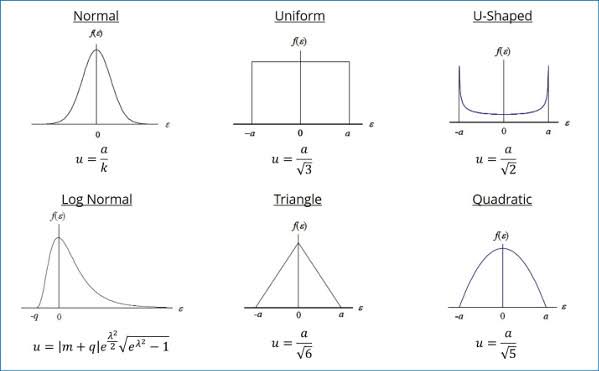 Normal
f(ε)
0
ε
u = a/k
Uniform
f(ε)
-a 0 a
ε
u = a/√3
U-Shaped
f(ε)
-a 0 a
ε
u = a/√2
Log Normal
f(ε)
-q 0
ε
u = |m + q|e^(λ²/2)√(e^(λ²) − 1)
Triangle
f(ε)
-a 0 a
ε
u = a/√6
Quadratic
f(ε)
-a 0 a
ε
u = a/√5